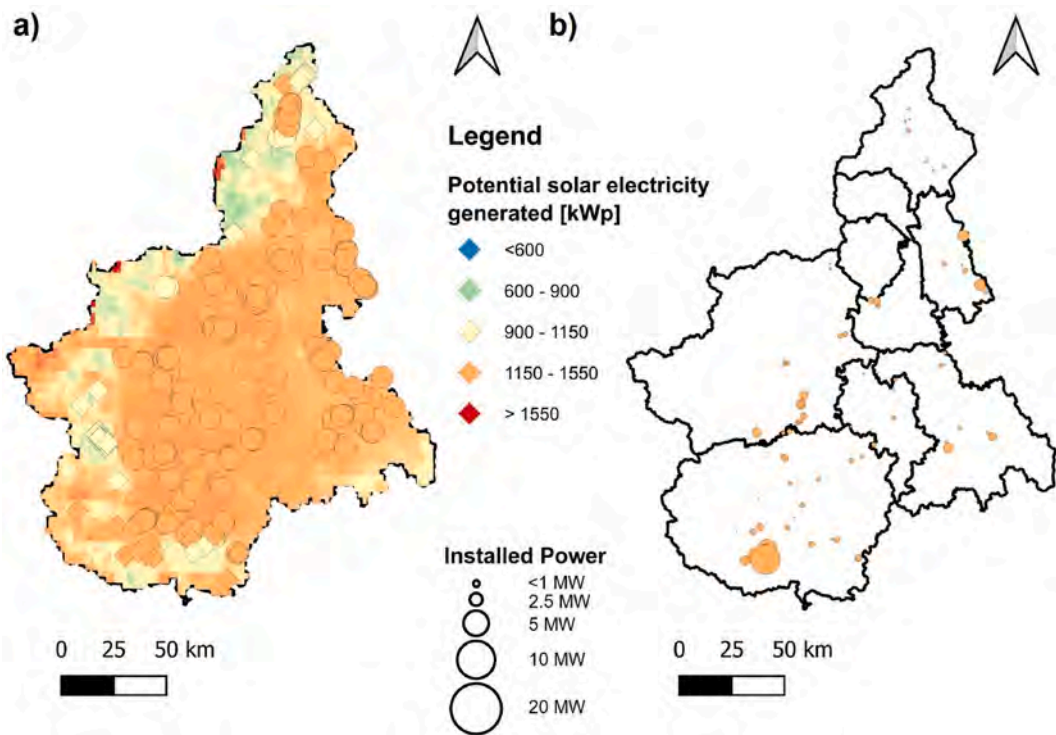 a)
b)
Legend
Potential solar electricity
generated [kWp]
<600
600 - 900
900 - 1150
1150 - 1550
> 1550
Installed Power
<1 MW
2.5 MW
5 MW
10 MW
20 MW
0 25 50 km
0 25 50 km